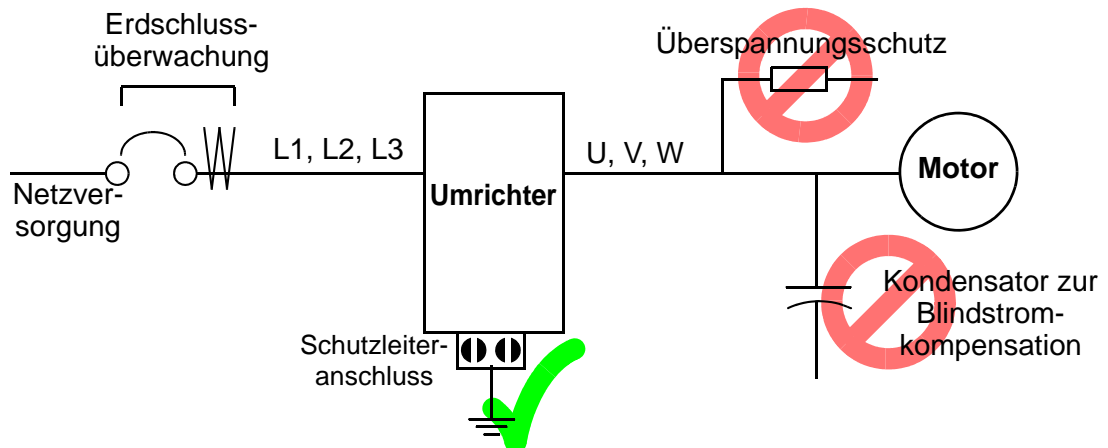 Erdschluss-
überwachung
Überspannungsschutz
L1, L2, L3
U, V, W
Netzver-
sorgung
Umrichter
Motor
Schutzleiter-
anschluss
Kondensator zur
Blindstrom-
kompensation